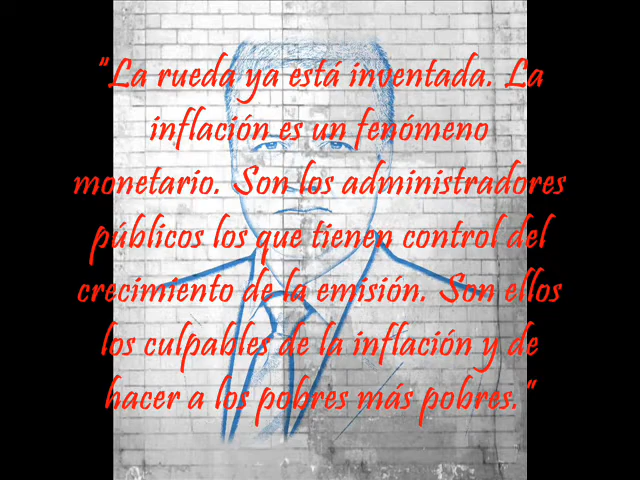 "La rueda ya está inventada. La
inflación es un fenómeno
monetario. Son los administradores
públicos los que tienen control del
crecimiento de la emisión. Son ellos
los culpables de la inflación y de
hacer a los pobres más pobres."